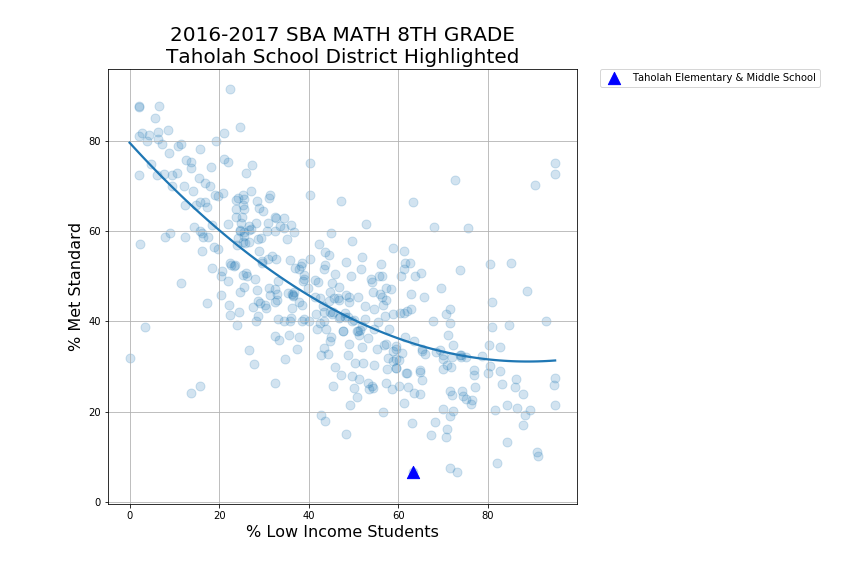 2016-2017 SBA MATH 8TH GRADE
Taholah School District Highlighted
Taholah Elementary & Middle School
% Met Standard
80
60
40
20
0
0 20 40 60 80
% Low Income Students